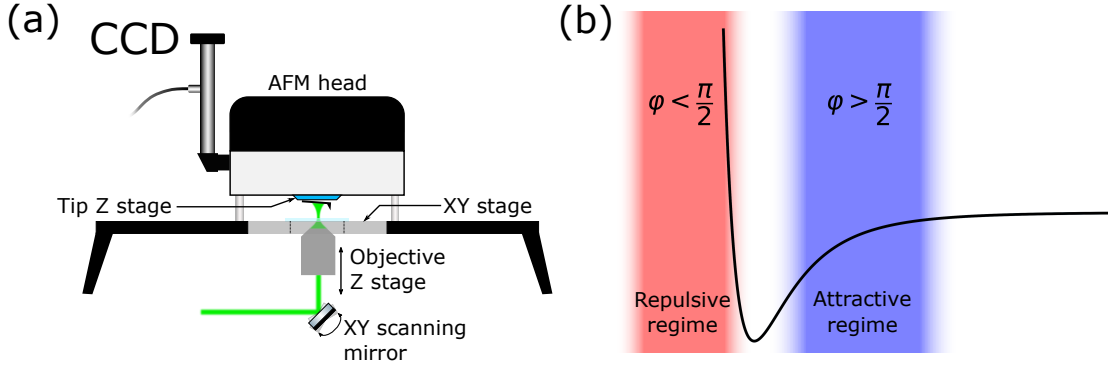 (a)
CCD
AFM head
Tip Z stage
XY stage
Objective
Z stage
XY scanning
mirror
(b)
φ < π/2
φ > π/2
Repulsive
regime
Attractive
regime